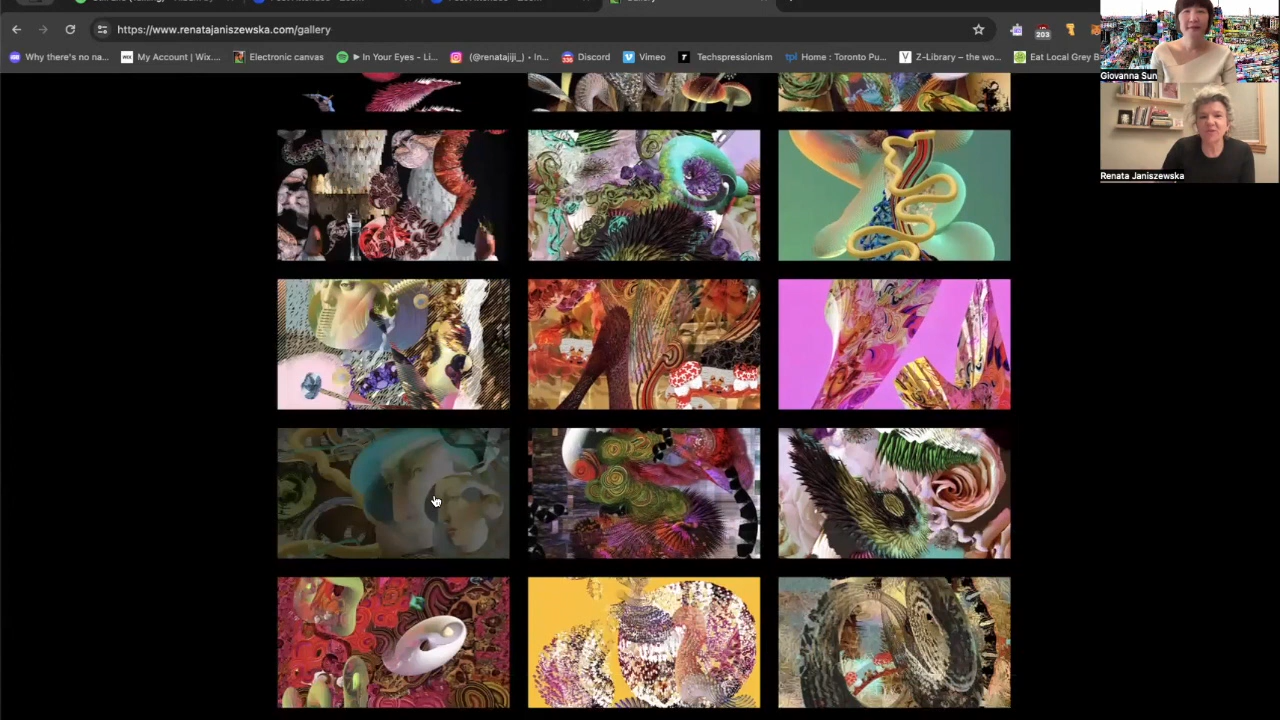 https://www.renatajaniszewska.com/gallery
203
Why there's no na...
My Account | Wix....
Electronic canvas
In Your Eyes - Li...
(@renatajiji_) • In...
Discord
Vimeo
Techspressionism
Home : Toronto Pu...
Z-Library – the wo...
Eat Local Grey B
Giovanna Sun
Renata Janiszewska